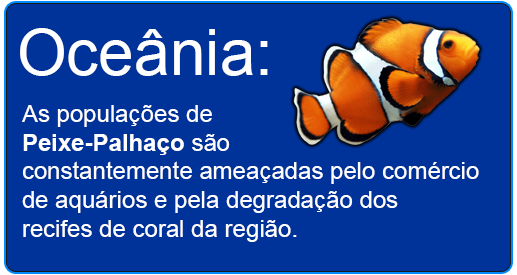 Oceânia:
As populações de
Peixe-Palhaço são
constantemente ameaçadas pelo comércio
de aquários e pela degradação dos
recifes de coral da região.